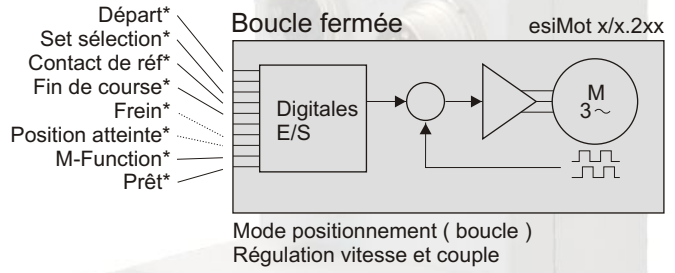 Départ*
Set sélection*
Contact de réf*
Fin de course*
Frein*
Position atteinte*
M-Function*
Prêt*
Boucle fermée
esiMot x/x.2xx
Digitales
E/S
M
3~
Mode positionnement ( boucle )
Régulation vitesse et couple